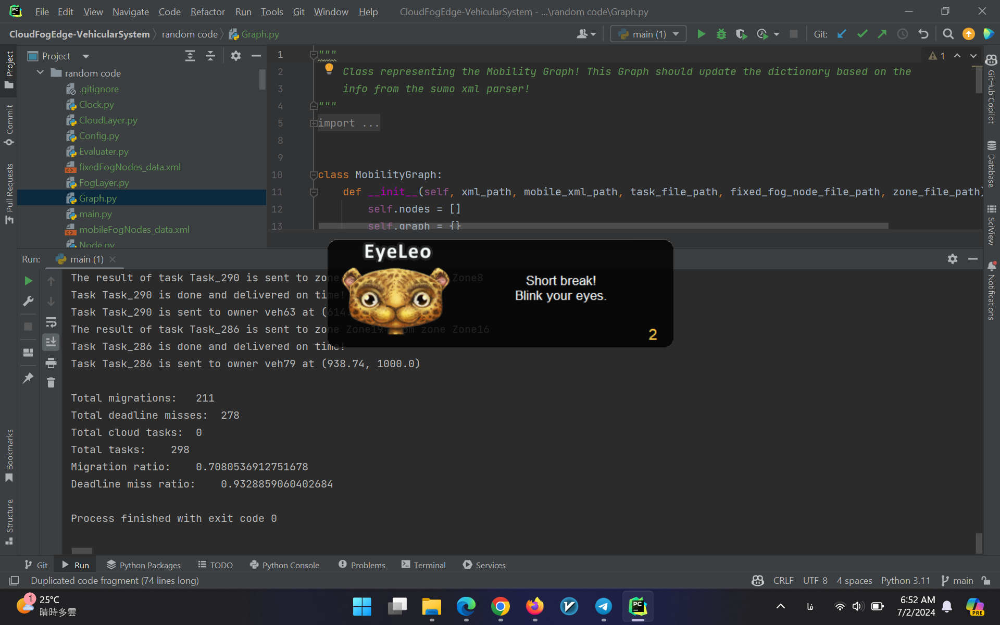 File Edit View Navigate Code Refactor Run Tools Git Window Help CloudFogEdge-VehicularSystem - ...\random code\Graph.py
CloudFogEdge-VehicularSystem random code Graph.py main (1) Git:
Project
Commit
Pull Requests
Bookmarks
Structure
Project
random code
.gitignore
Clock.py
CloudLayer.py
Config.py
Evaluater.py
fixedFogNodes_data.xml
FogLayer.py
Graph.py
main.py
mobileFogNodes_data.xml
Node.py
1 """
2 Class representing the Mobility Graph! This Graph should update the dictionary based on the
3 info from the sumo xml parser!
4 """
5 import ...
8
9
10 class MobilityGraph:
11 def __init__(self, xml_path, mobile_xml_path, task_file_path, fixed_fog_node_file_path, zone_file_path)
12 self.nodes = []
13 self.graph = {}
1
GitHub Copilot
Database
SciView
Notifications
EyeLeo
Short break!
Blink your eyes.
2
Run: main (1)
The result of task Task_290 is sent to zone Zone8
Task Task_290 is done and delivered on time!
Task Task_290 is sent to owner veh63 at (614.
The result of task Task_286 is sent to zone Zone19 zone Zone16
Task Task_286 is done and delivered on time!
Task Task_286 is sent to owner veh79 at (938.74, 1000.0)
Total migrations: 211
Total deadline misses: 278
Total cloud tasks: 0
Total tasks: 298
Migration ratio: 0.7080536912751678
Deadline miss ratio: 0.9328859060402684
Process finished with exit code 0
Git Run Python Packages TODO Python Console Problems Terminal Services
Duplicated code fragment (74 lines long) CRLF UTF-8 4 spaces Python 3.11 main
1 25°C
晴時多雲
PC
فا
6:52 AM
7/2/2024
PRE